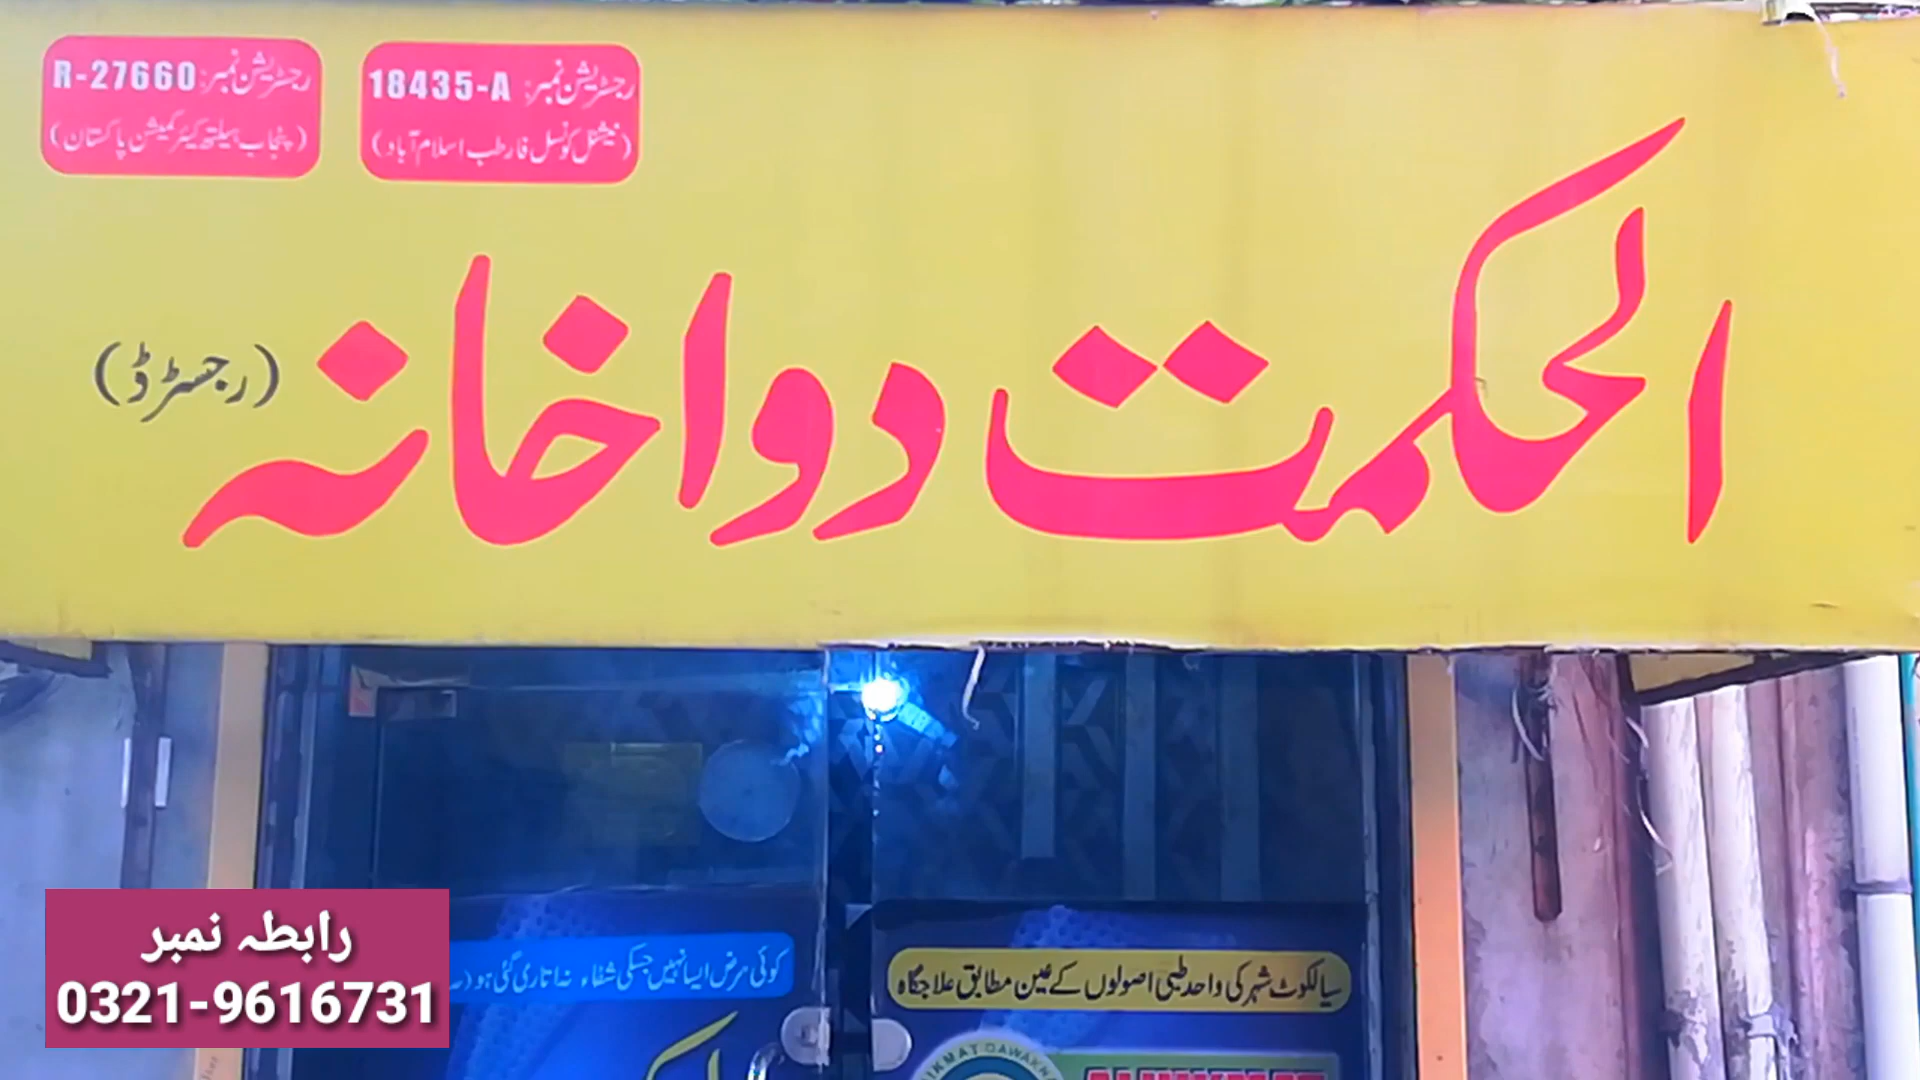 رجسٹریشن نمبر: 18435-A
(نیشنل کونسل فار طب اسلام آباد)
رجسٹریشن نمبر: R-27660
(پنجاب ہیلتھ کیئر کمیشن پاکستان)
الحکمت دواخانہ (رجسٹرڈ)
سیالکوٹ شہر کی واحد طبی اصولوں کے عین مطابق علاجگاہ
کوئی مرض ایسا نہیں جسکی شفاء نہ اتاری گئی ہو
رابطہ نمبر
0321-9616731